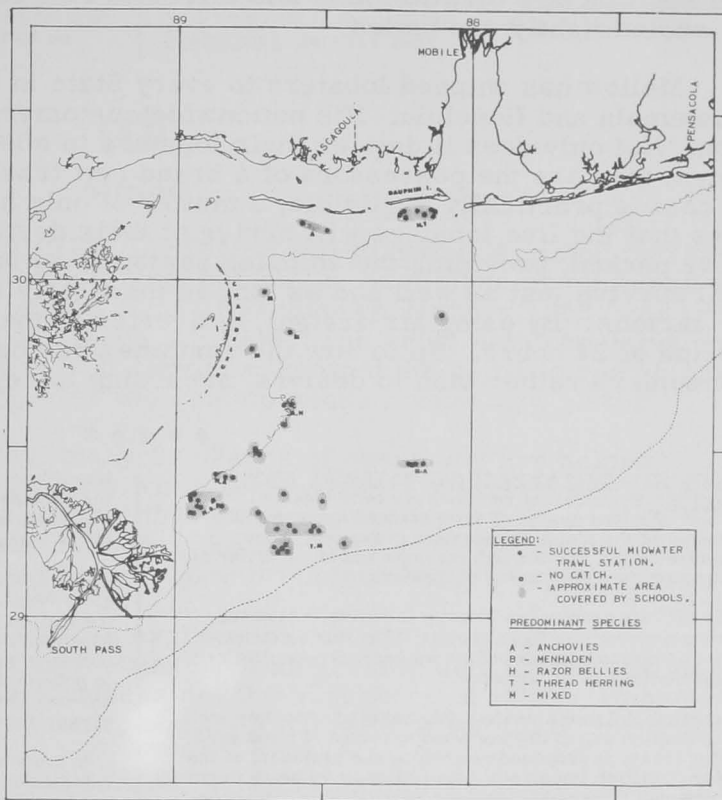 89
88
MOBILE
PENSACOLA
PASCAGOULA
DAUPHIN I.
H,T
A
30
CHANDELEUR
M
M
M
T,M
29
SOUTH PASS
LEGEND:
- SUCCESSFUL MIDWATER
TRAWL STATION.
- NO CATCH.
- APPROXIMATE AREA
COVERED BY SCHOOLS.
PREDOMINANT SPECIES
A - ANCHOVIES
B - MENHADEN
H - RAZOR BELLIES
T - THREAD HERRING
M - MIXED